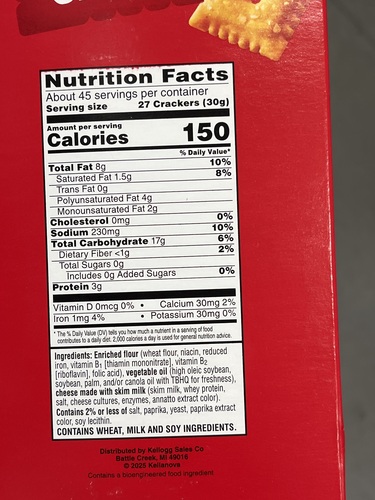 Nutrition Facts
About 45 servings per container
Serving size 27 Crackers (30g)
Amount per serving
Calories 150
% Daily Value*
Total Fat 8g 10%
Saturated Fat 1.5g 8%
Trans Fat 0g
Polyunsaturated Fat 4g
Monounsaturated Fat 2g
Cholesterol 0mg 0%
Sodium 230mg 10%
Total Carbohydrate 17g 6%
Dietary Fiber <1g 2%
Total Sugars 0g
Includes 0g Added Sugars 0%
Protein 3g
Vitamin D 0mcg 0% • Calcium 30mg 2%
Iron 1mg 4% • Potassium 30mg 0%
* The % Daily Value (DV) tells you how much a nutrient in a serving of food
contributes to a daily diet. 2,000 calories a day is used for general nutrition advice.
Ingredients: Enriched flour (wheat flour, niacin, reduced
iron, vitamin B1 [thiamin mononitrate], vitamin B2
[riboflavin], folic acid), vegetable oil (high oleic soybean,
soybean, palm, and/or canola oil with TBHQ for freshness),
cheese made with skim milk (skim milk, whey protein,
salt, cheese cultures, enzymes, annatto extract color).
Contains 2% or less of salt, paprika, yeast, paprika extract
color, soy lecithin.
CONTAINS WHEAT, MILK AND SOY INGREDIENTS.
Distributed by Kellogg Sales Co
Battle Creek, MI 49016
© 2025 Kellanova
Contains a bioengineered food ingredient